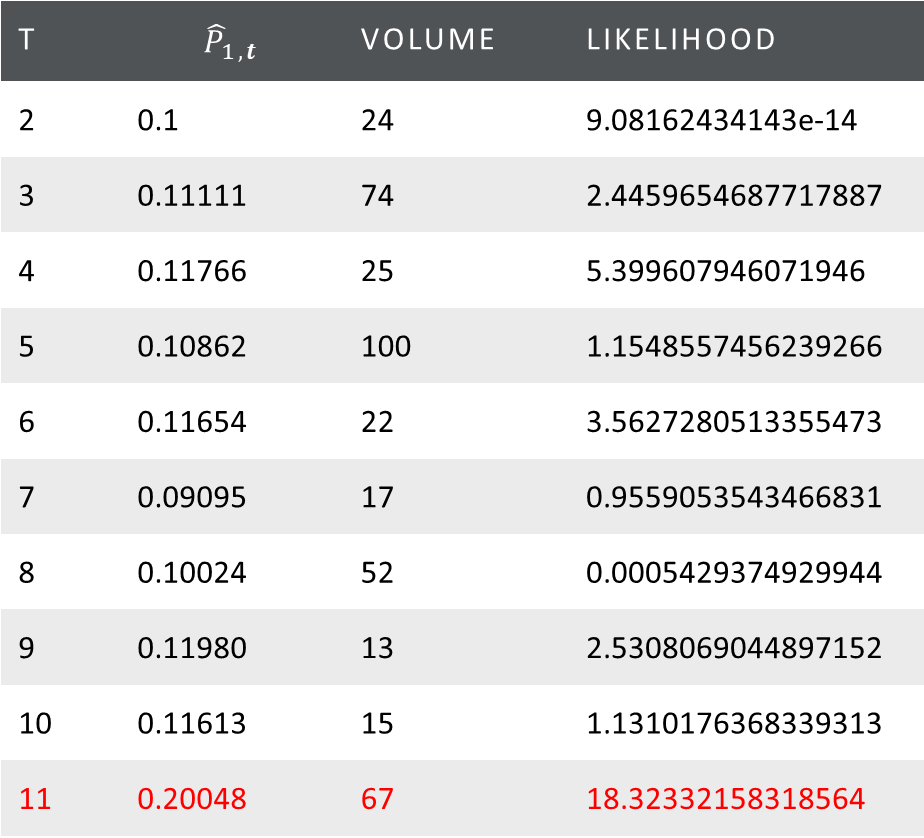 T P̂₁,ₜ VOLUME LIKELIHOOD
2 0.1 24 9.08162434143e-14
3 0.11111 74 2.4459654687717887
4 0.11766 25 5.399607946071946
5 0.10862 100 1.1548557456239266
6 0.11654 22 3.5627280513355473
7 0.09095 17 0.9559053543466831
8 0.10024 52 0.0005429374929944
9 0.11980 13 2.5308069044897152
10 0.11613 15 1.1310176368339313
11 0.20048 67 18.32332158318564